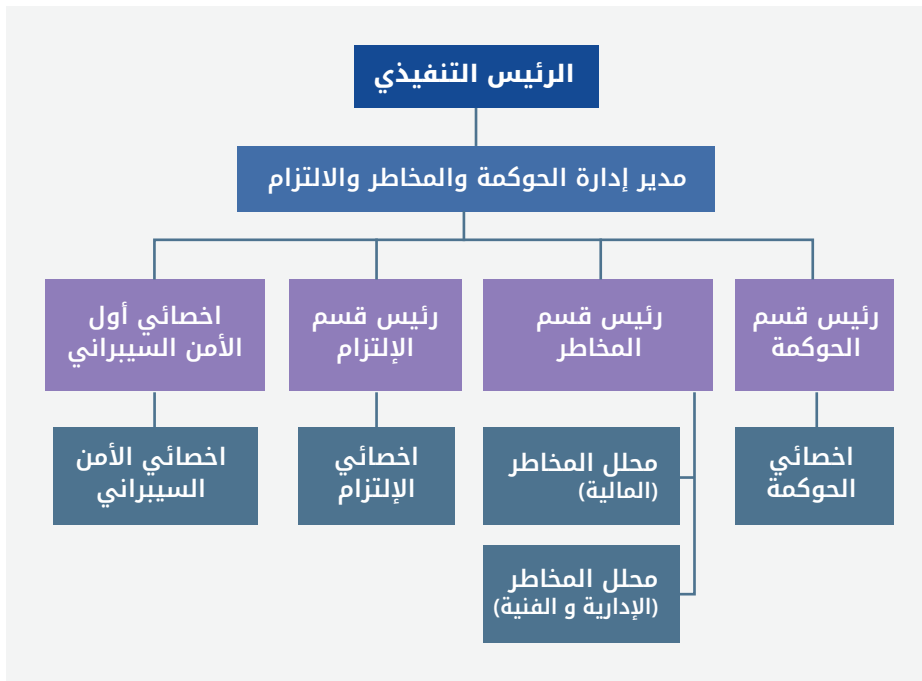 الرئيس التنفيذي
مدير إدارة الحوكمة والمخاطر والالتزام
رئيس قسم
الحوكمة
رئيس قسم
المخاطر
رئيس قسم
الإلتزام
اخصائي أول
الأمن السيبراني
اخصائي
الحوكمة
محلل المخاطر
(المالية)
محلل المخاطر
(الإدارية و الفنية)
اخصائي
الإلتزام
اخصائي الأمن
السيبراني